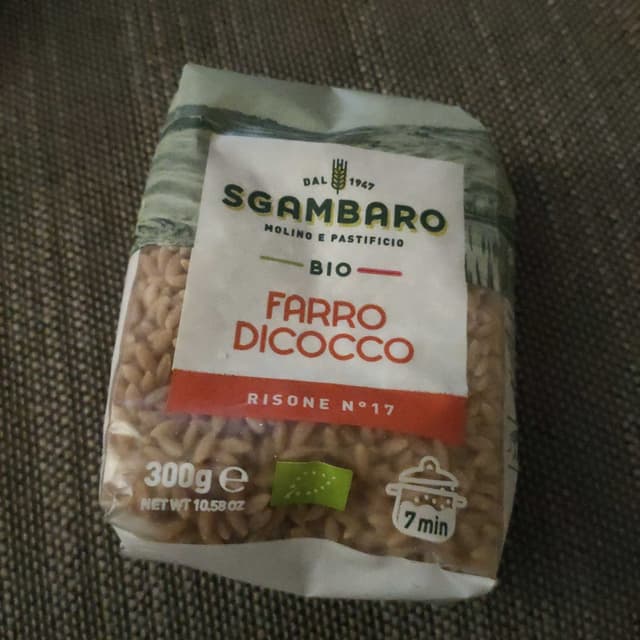 DAL 1947
SGAMBARO
MOLINO E PASTIFICIO
BIO
FARRO
DICOCCO
RISONE N°17
300g e
NET WT 10.58 OZ
7 min